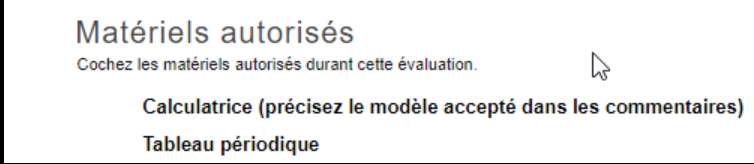 Matériels autorisés
Cochez les matériels autorisés durant cette évaluation.
Calculatrice (précisez le modèle accepté dans les commentaires)
Tableau périodique